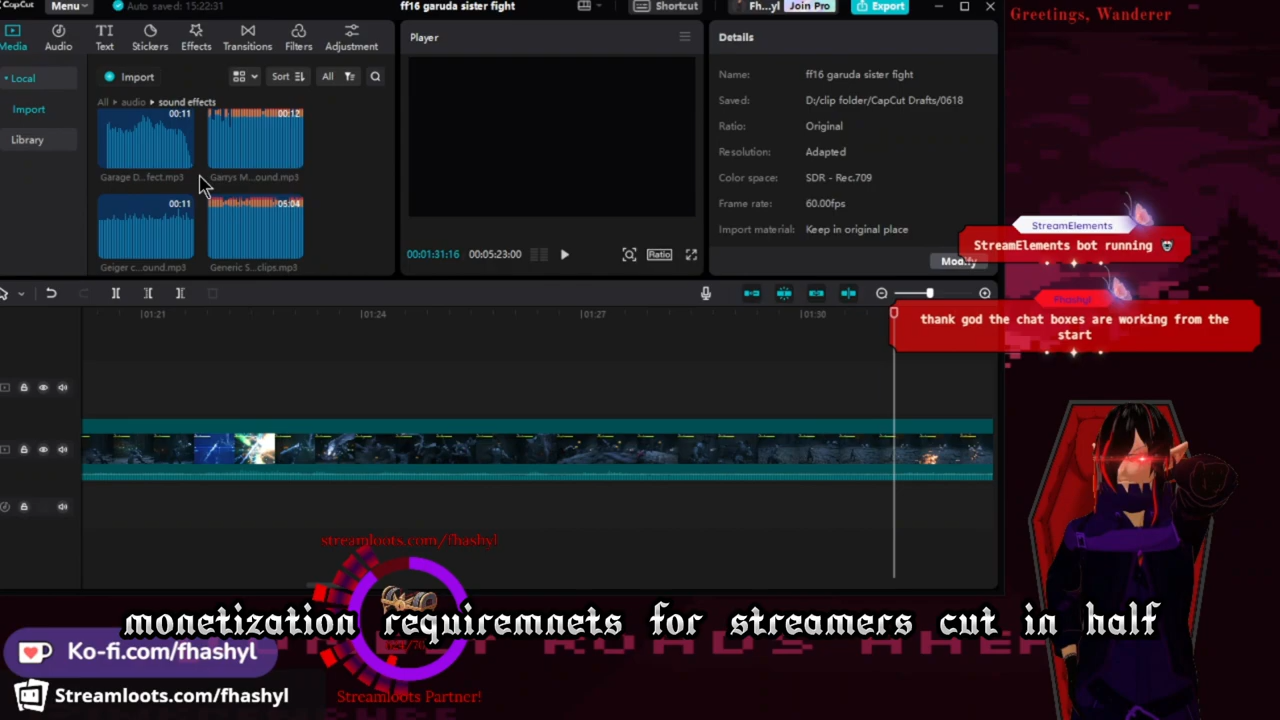 CapCut
Menu
Auto saved: 15:22:31
ff16 garuda sister fight
Shortcut
Fh...yl
Join Pro
Export
Media
Audio
Text
Stickers
Effects
Transitions
Filters
Adjustment
Local
Import
Library
Import
Sort
All
All
audio
sound effects
00:11
00:12
Garage D...fect.mp3
Garrys M...ound.mp3
00:11
05:04
Geiger c...ound.mp3
Generic S...clips.mp3
Player
00:01:31:16
00:05:23:00
Ratio
Details
Name:
ff16 garuda sister fight
Saved:
D:/clip folder/CapCut Drafts/0618
Ratio:
Original
Resolution:
Adapted
Color space:
SDR - Rec.709
Frame rate:
60.00fps
Import material:
Keep in original place
Modify
01:21
01:24
01:27
01:30
Greetings, Wanderer
StreamElements
StreamElements bot running
Fhashyl
thank god the chat boxes are working from the
start
streamloots.com/fhashyl
monetization requiremnets for streamers cut in half
Ko-fi.com/fhashyl
Streamloots.com/fhashyl
Streamloots Partner!